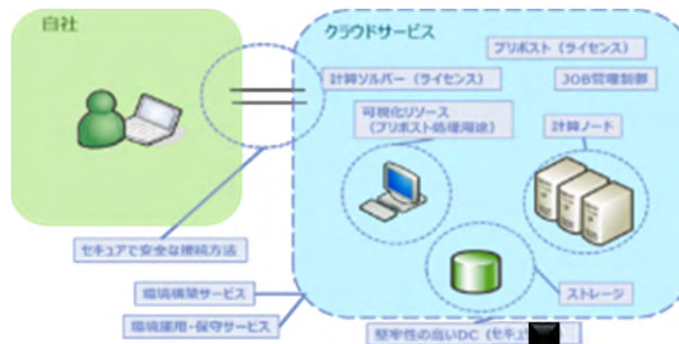 自社
クラウドサービス
プリポスト（ライセンス）
計算ソルバー（ライセンス）
JOB管理制御
可視化リソース
（プリポスト処理用途）
計算ノード
セキュアで安全な接続方法
環境構築サービス
ストレージ
環境運用・保守サービス
堅牢性の高いDC（セキュ